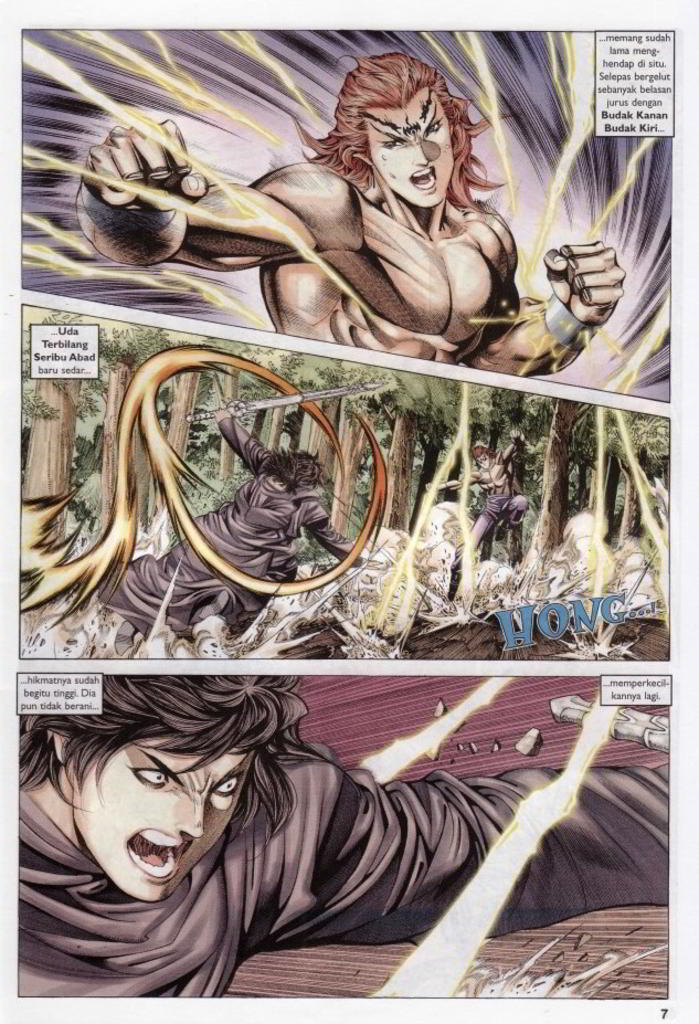 ...memang sudah
lama meng-
hendap di situ.
Selepas bergelut
sebanyak belasan
jurus dengan
Budak Kanan
Budak Kiri...
...Uda
Terbilang
Seribu Abad
baru sedar...
HONG...!
...hikmatnya sudah
begitu tinggi. Dia
pun tidak berani...
...memperkecil-
kannya lagi.
7